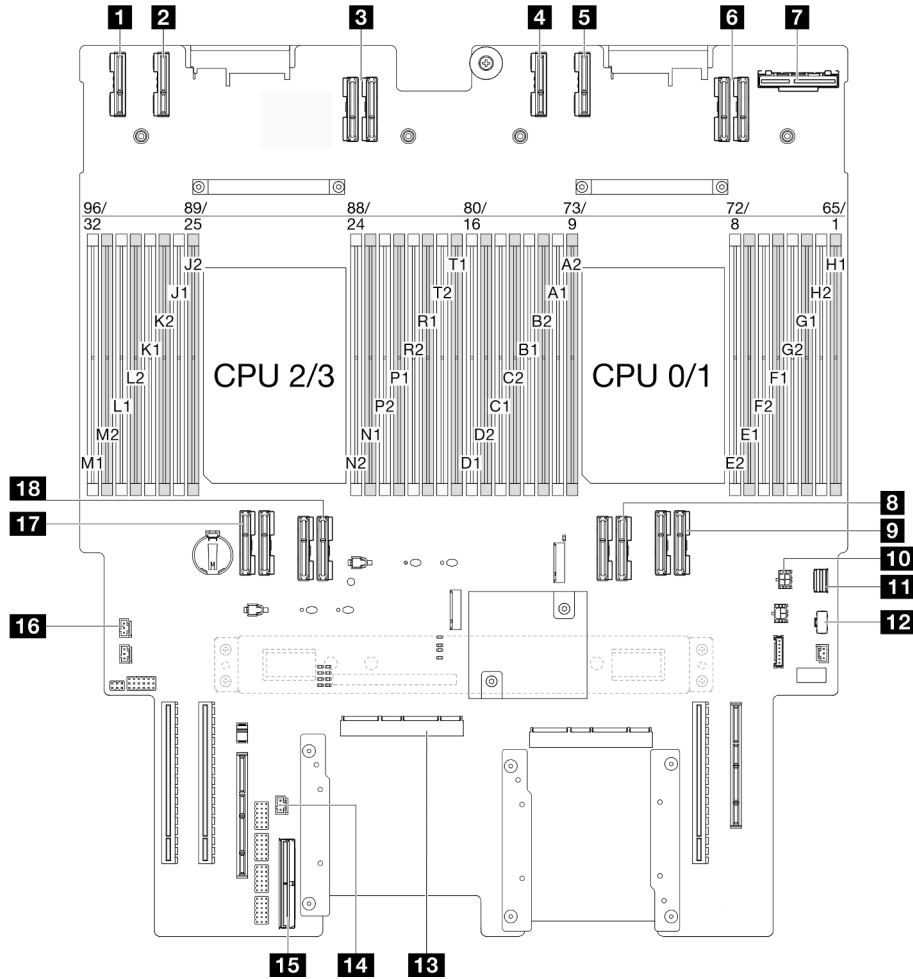 1 2 3 4 5 6 7
96/ 89/ 88/ 80/ 73/ 72/ 65/
32 25 24 16 9 8 1
J2 T1 A2 H1
J1 T2 A1 H2
K2 R1 B2 G1
K1 R2 B1 G2
L2 P1 C2 F1
L1 P2 C1 F2
M2 N1 D2 E1
M1 N2 D1 E2
CPU 2/3 CPU 0/1
18 8
17 9
10
11
16 12
15 14 13